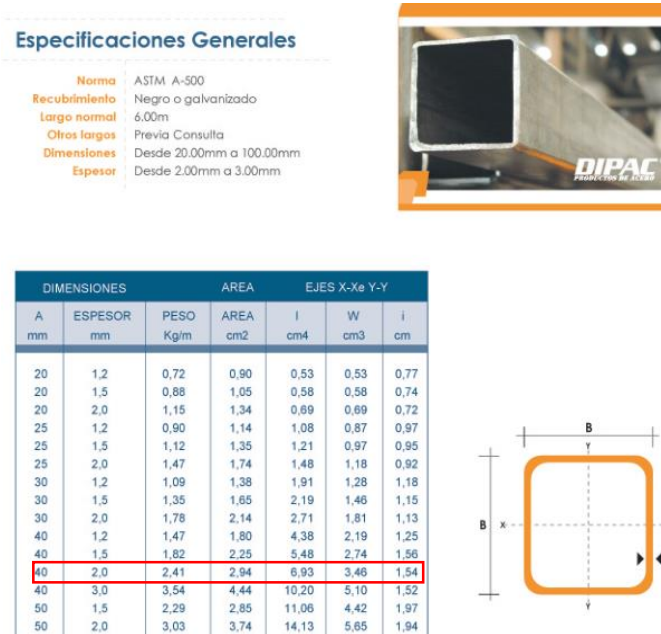 Especificaciones Generales
Norma ASTM A-500
Recubrimiento Negro o galvanizado
Largo normal 6.00m
Otros largos Previa Consulta
Dimensiones Desde 20.00mm a 100.00mm
Espesor Desde 2.00mm a 3.00mm
DIPAC
PRODUCTOS DE ACERO
DIMENSIONES AREA EJES X-Xe Y-Y
A ESPESOR PESO AREA I W i
mm mm Kg/m cm2 cm4 cm3 cm
20 1,2 0,72 0,90 0,53 0,53 0,77
20 1,5 0,88 1,05 0,58 0,58 0,74
20 2,0 1,15 1,34 0,69 0,69 0,72
25 1,2 0,90 1,14 1,08 0,87 0,97
25 1,5 1,12 1,35 1,21 0,97 0,95
25 2,0 1,47 1,74 1,48 1,18 0,92
30 1,2 1,09 1,38 1,91 1,28 1,18
30 1,5 1,35 1,65 2,19 1,46 1,15
30 2,0 1,78 2,14 2,71 1,81 1,13
40 1,2 1,47 1,80 4,38 2,19 1,25
40 1,5 1,82 2,25 5,48 2,74 1,56
40 2,0 2,41 2,94 6,93 3,46 1,54
40 3,0 3,54 4,44 10,20 5,10 1,52
50 1,5 2,29 2,85 11,06 4,42 1,97
50 2,0 3,03 3,74 14,13 5,65 1,94
B
Y
B X
Y